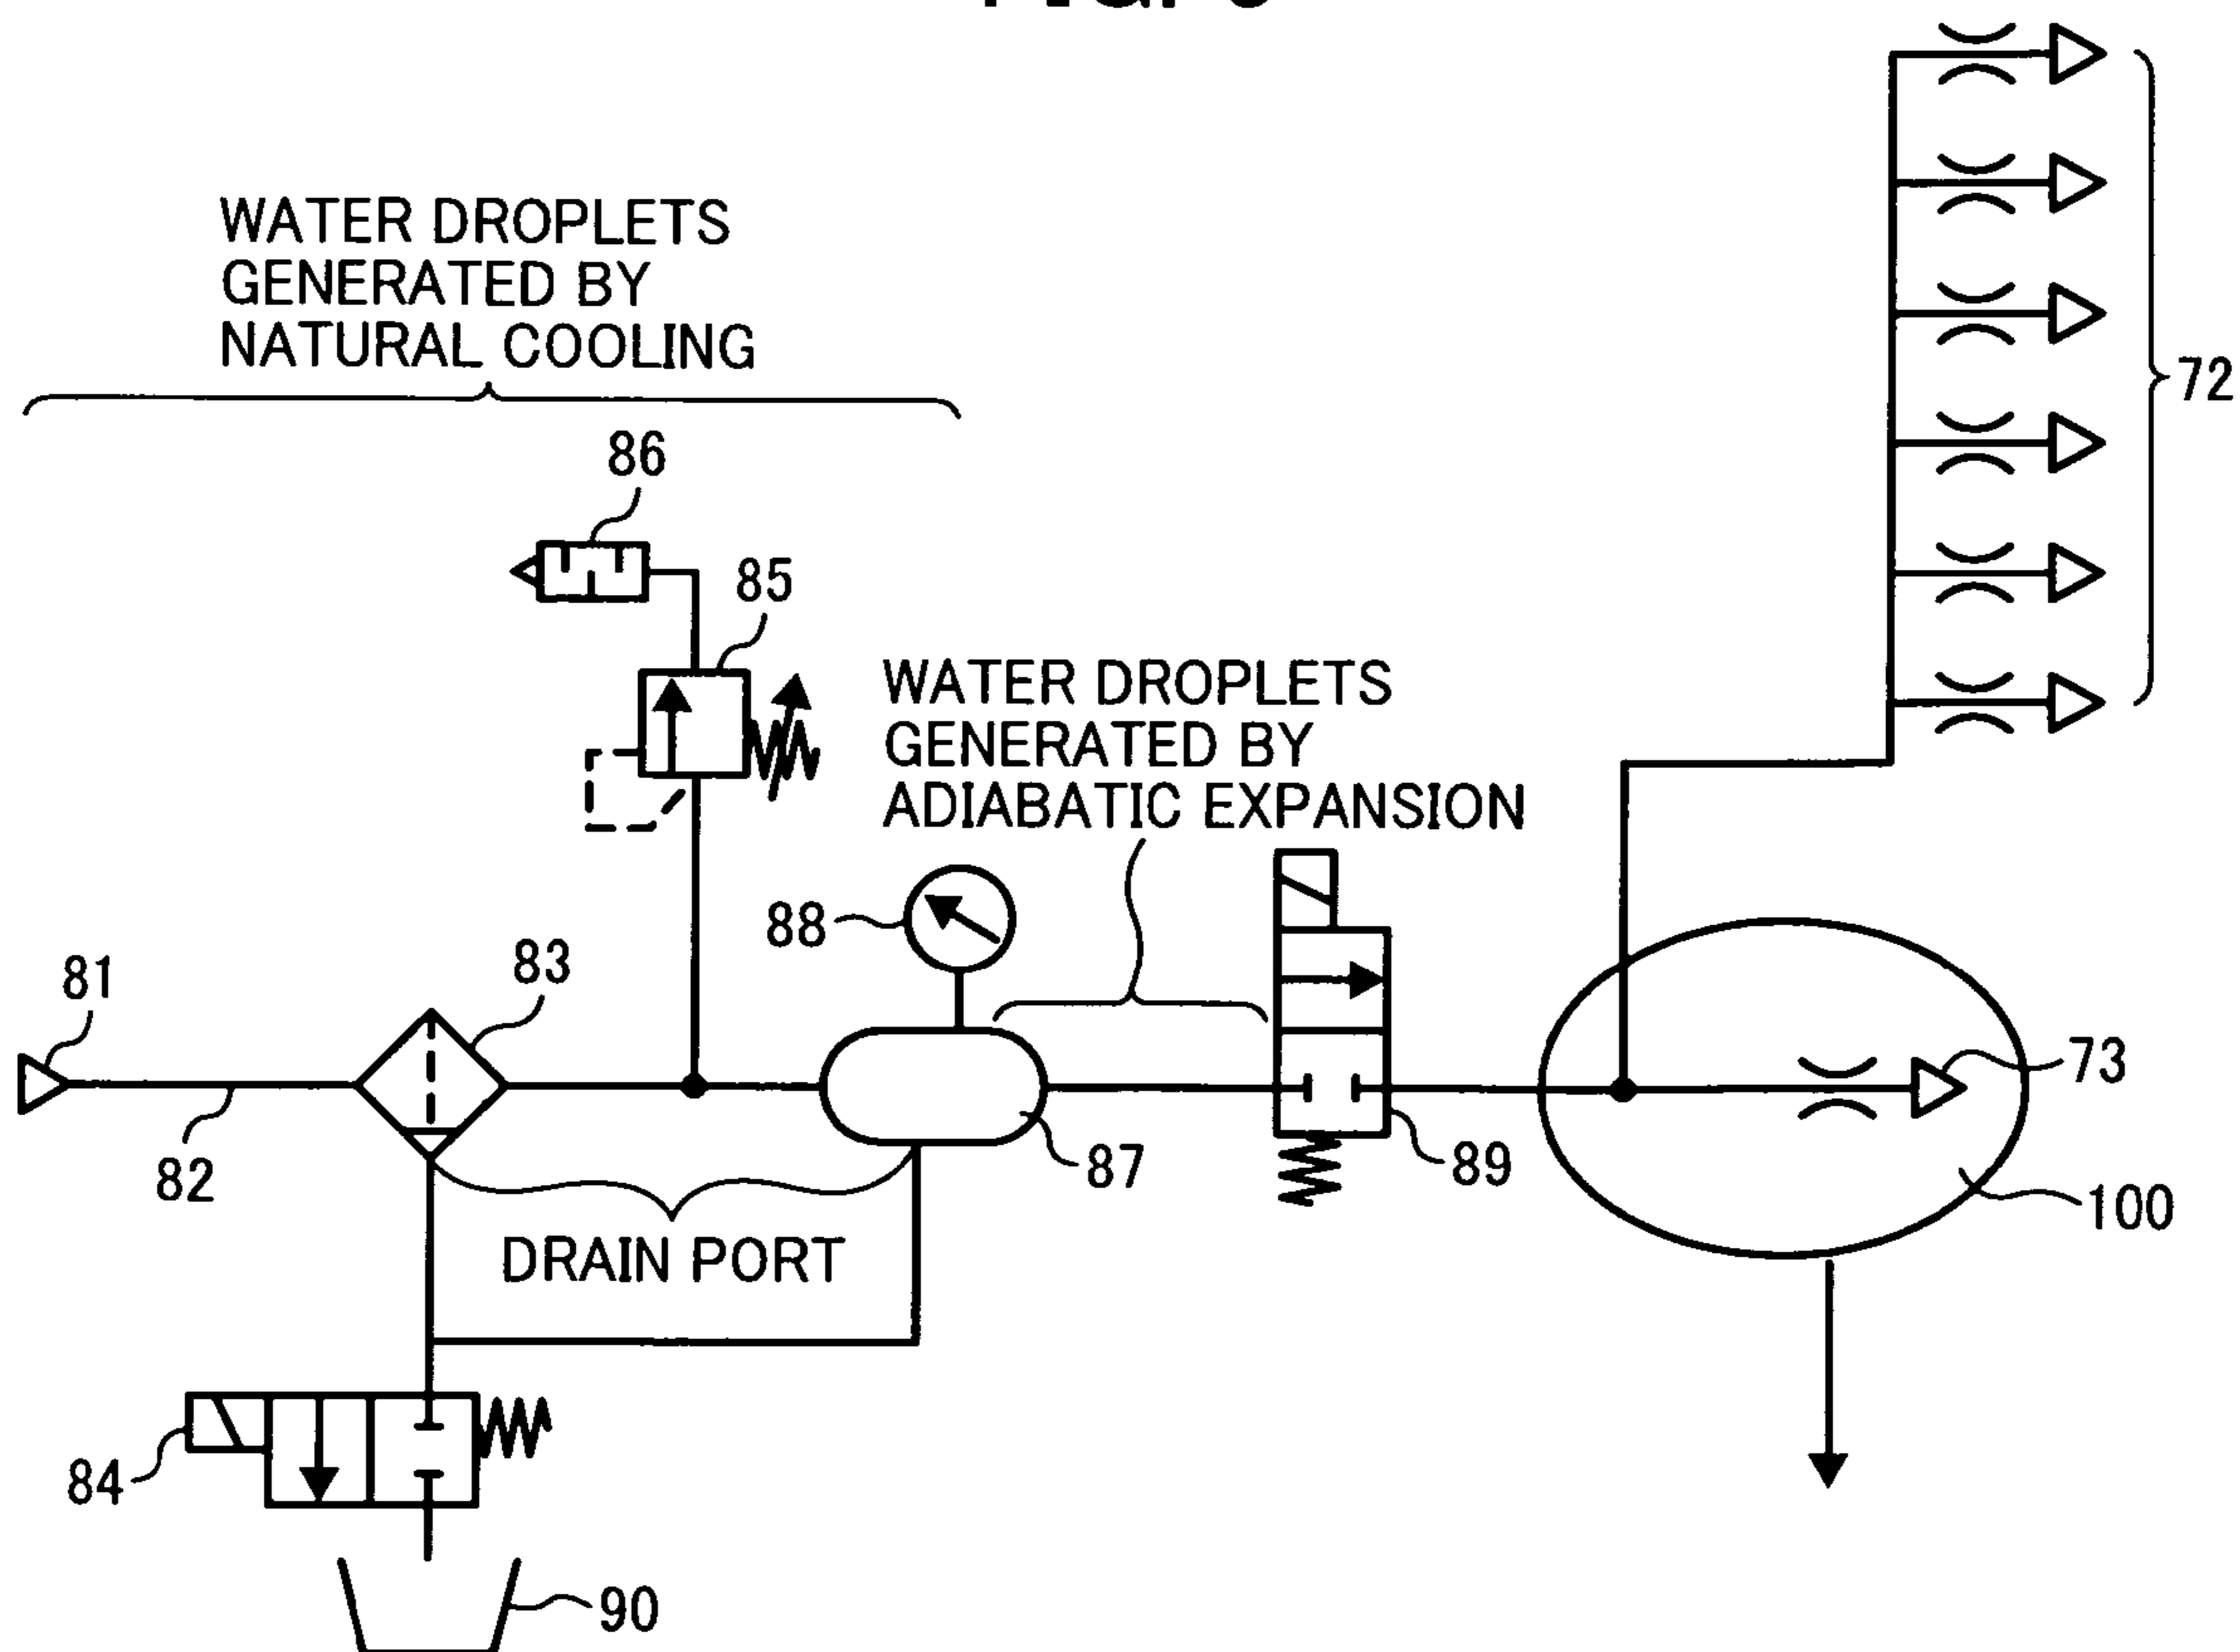 WATER DROPLETS
GENERATED BY
NATURAL COOLING
72
86
85
WATER DROPLETS
GENERATED BY
ADIABATIC EXPANSION
88
83
81
73
82
87
89
100
DRAIN PORT
84
90